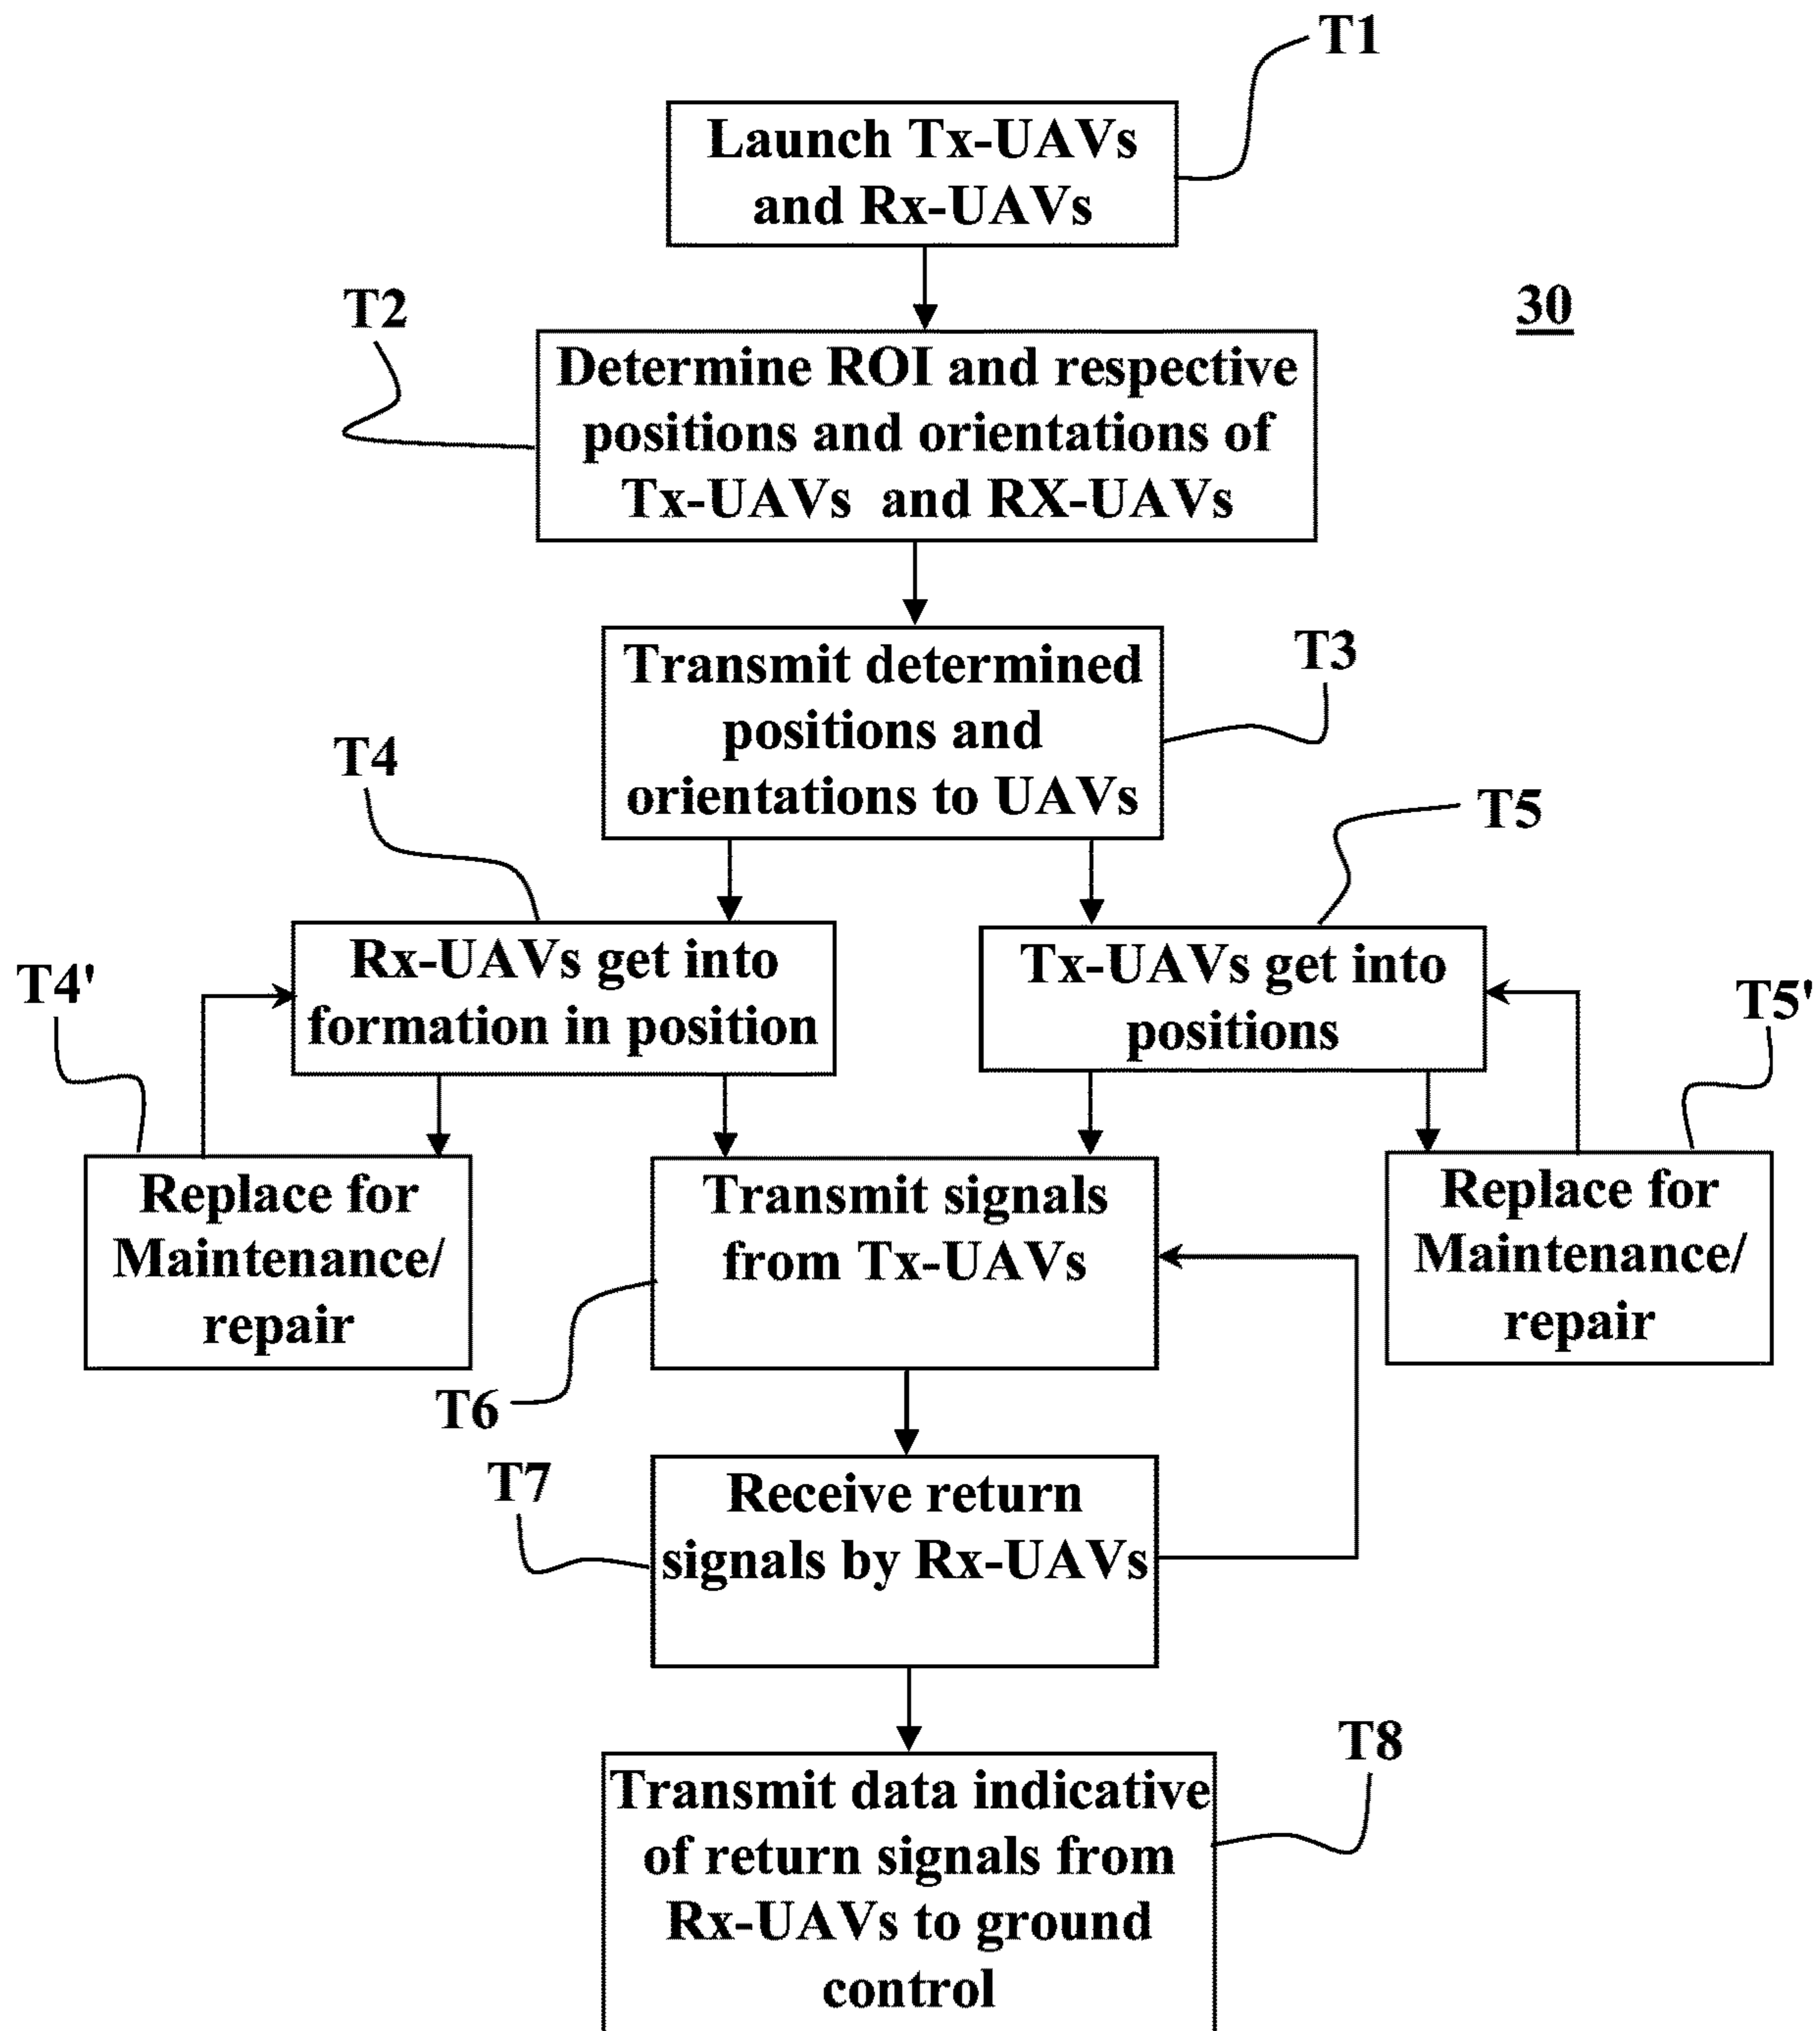 T1
Launch Tx-UAVs
and Rx-UAVs
30
T2
Determine ROI and respective
positions and orientations of
Tx-UAVs and RX-UAVs
T3
Transmit determined
positions and
orientations to UAVs
T4
T5
Rx-UAVs get into
formation in position
Tx-UAVs get into
positions
T4'
T5'
Replace for
Maintenance/
repair
Transmit signals
from Tx-UAVs
Replace for
Maintenance/
repair
T6
T7
Receive return
signals by Rx-UAVs
T8
Transmit data indicative
of return signals from
Rx-UAVs to ground
control